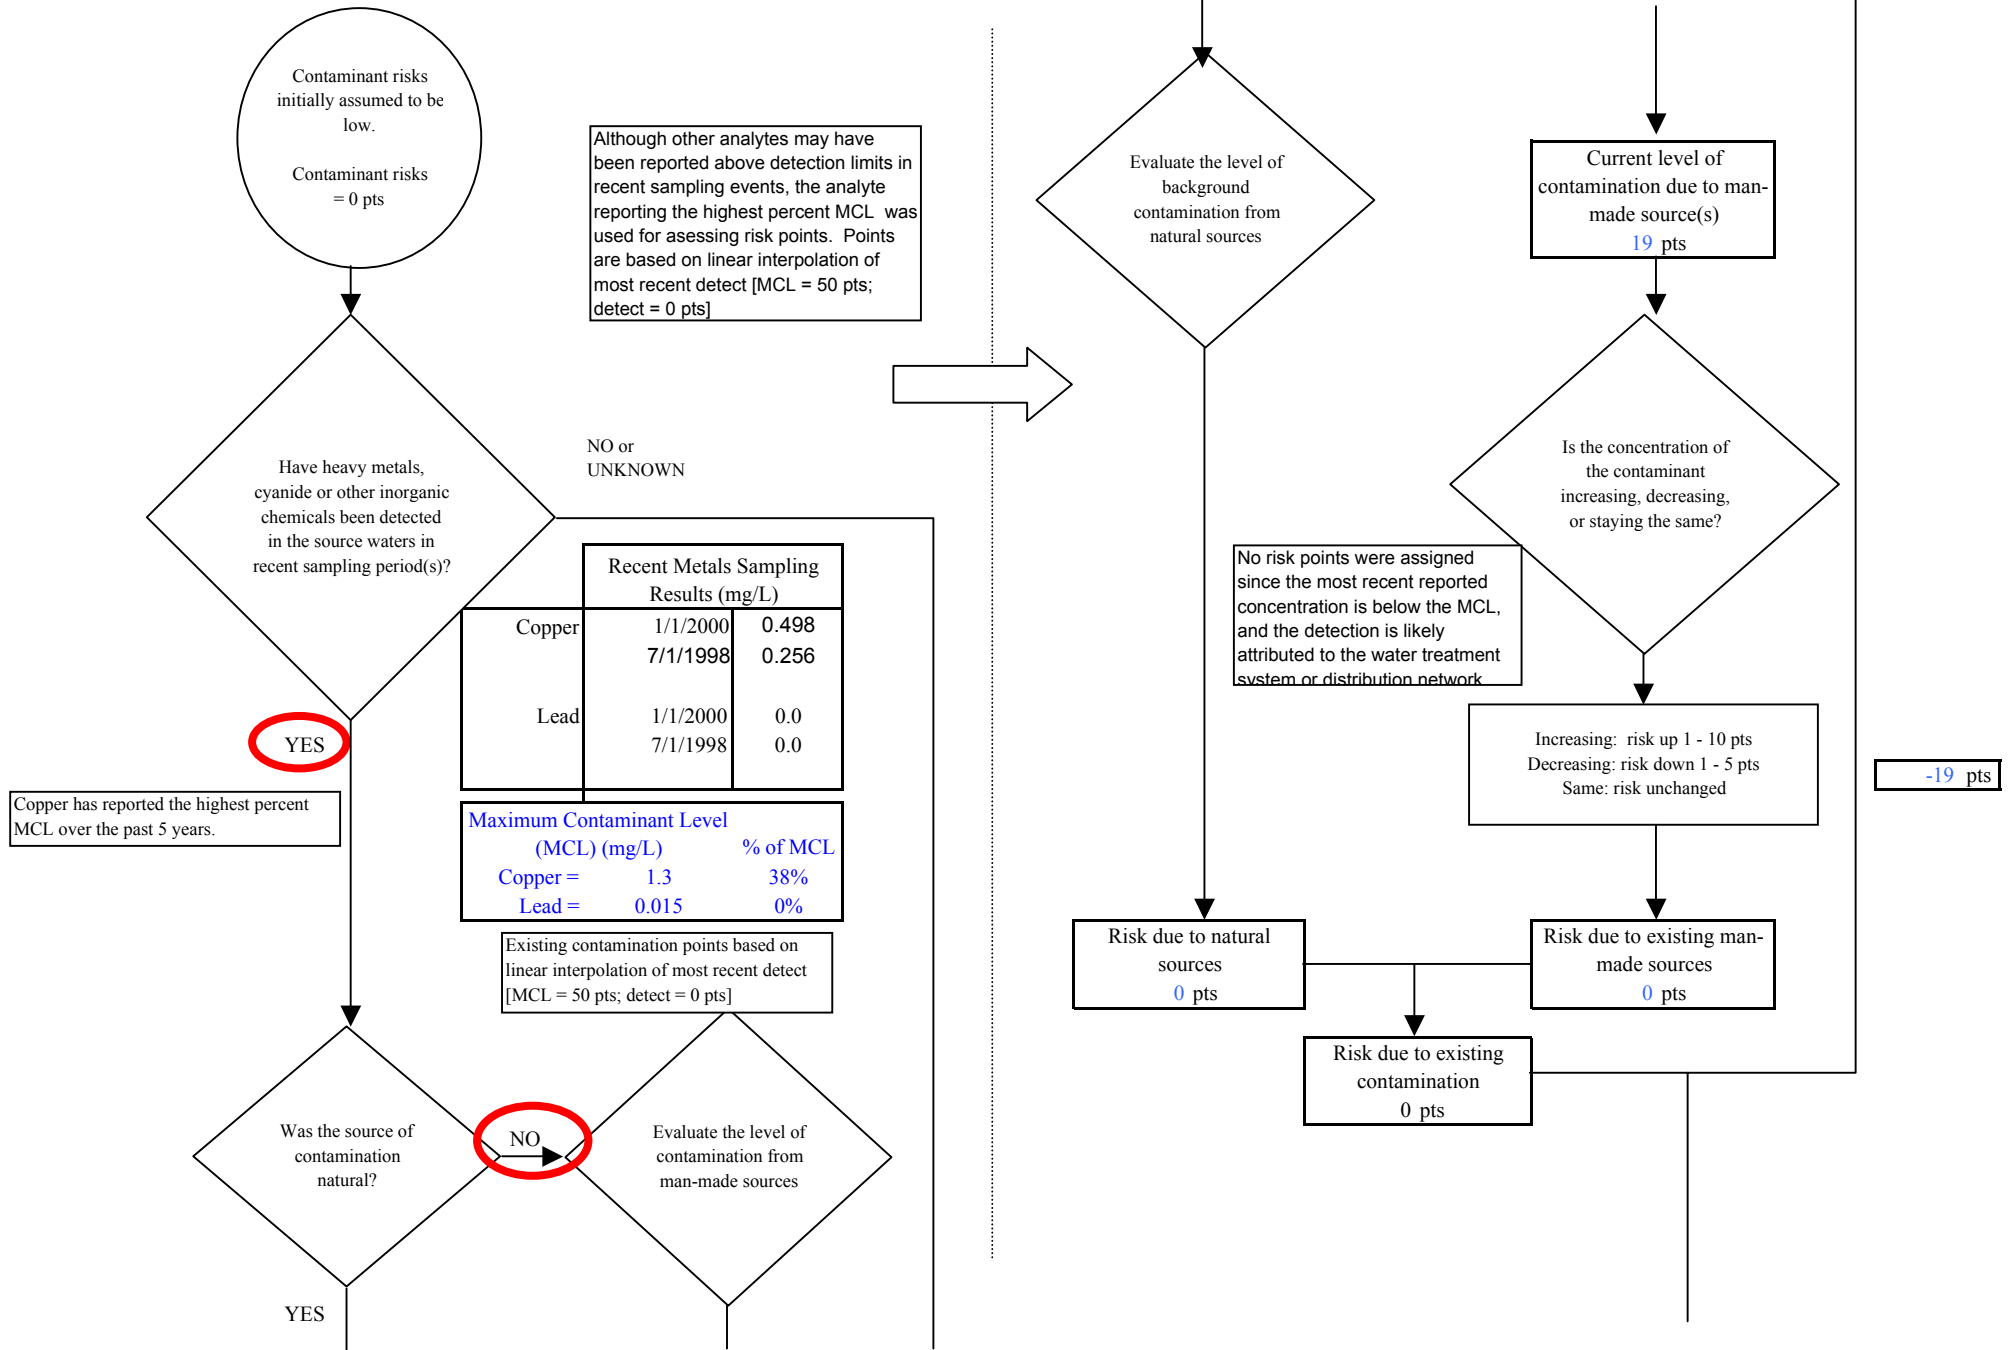 Contaminant risks
initially assumed to be
low.
Contaminant risks
= 0 pts
Although other analytes may have
been reported above detection limits in
recent sampling events, the analyte
reporting the highest percent MCL was
used for asessing risk points. Points
are based on linear interpolation of
most recent detect [MCL = 50 pts;
detect = 0 pts]
Have heavy metals,
cyanide or other inorganic
chemicals been detected
in the source waters in
recent sampling period(s)?
NO or
UNKNOWN
Recent Metals Sampling
Results (mg/L)
Copper 1/1/2000 0.498
7/1/1998 0.256
Lead 1/1/2000 0.0
7/1/1998 0.0
YES
Copper has reported the highest percent
MCL over the past 5 years.
Maximum Contaminant Level
(MCL) (mg/L) % of MCL
Copper = 1.3 38%
Lead = 0.015 0%
Existing contamination points based on
linear interpolation of most recent detect
[MCL = 50 pts; detect = 0 pts]
Was the source of
contamination
natural?
NO
Evaluate the level of
contamination from
man-made sources
YES
Evaluate the level of
background
contamination from
natural sources
Current level of
contamination due to man-
made source(s)
19 pts
Is the concentration of
the contaminant
increasing, decreasing,
or staying the same?
No risk points were assigned
since the most recent reported
concentration is below the MCL,
and the detection is likely
attributed to the water treatment
system or distribution network
Increasing: risk up 1 - 10 pts
Decreasing: risk down 1 - 5 pts
Same: risk unchanged
-19 pts
Risk due to natural
sources
0 pts
Risk due to existing man-
made sources
0 pts
Risk due to existing
contamination
0 pts